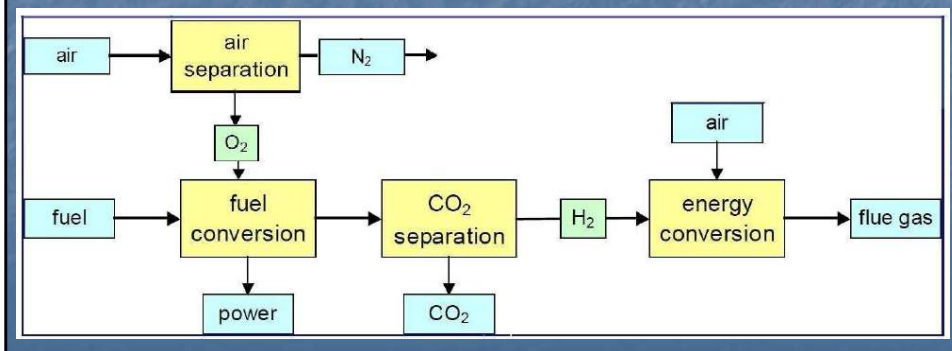 air
air
separation
N₂
O₂
air
fuel
fuel
conversion
CO₂
separation
H₂
energy
conversion
flue gas
power
CO₂